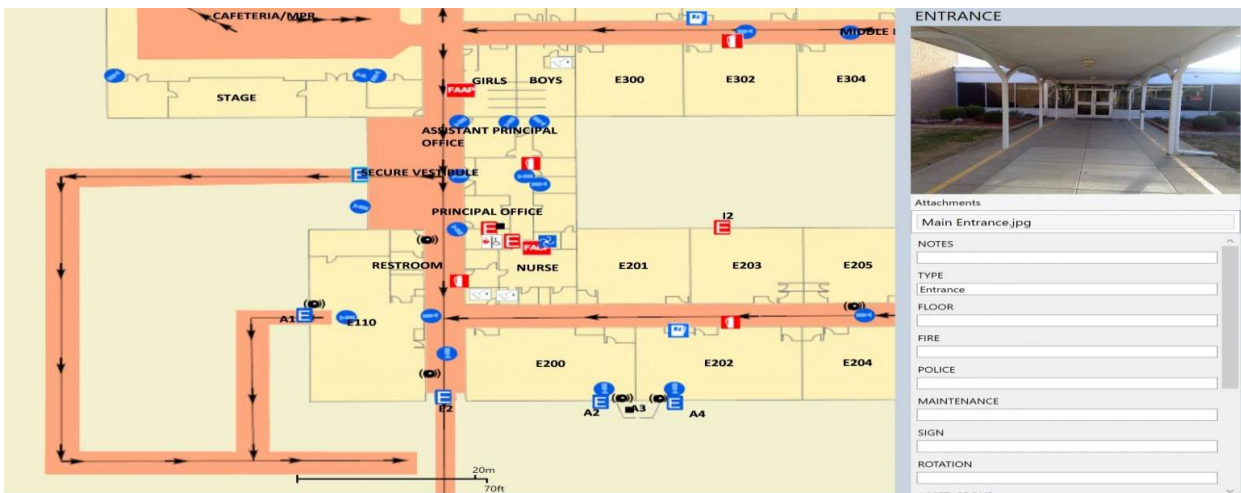 CAFETERIA/MPR
MIDDLE
GIRLS
BOYS
E300
E302
E304
FAAP
STAGE
ASSISTANT PRINCIPAL
OFFICE
E
SECURE VESTIBULE
PRINCIPAL OFFICE
E
E
I2
E
RESTROOM
NURSE
E201
E203
E205
A1
E
E110
E200
E202
E204
E
E2
E
A2
A3
E
A4
20m
70ft
ENTRANCE
Attachments
Main Entrance.jpg
NOTES
TYPE
Entrance
FLOOR
FIRE
POLICE
MAINTENANCE
SIGN
ROTATION